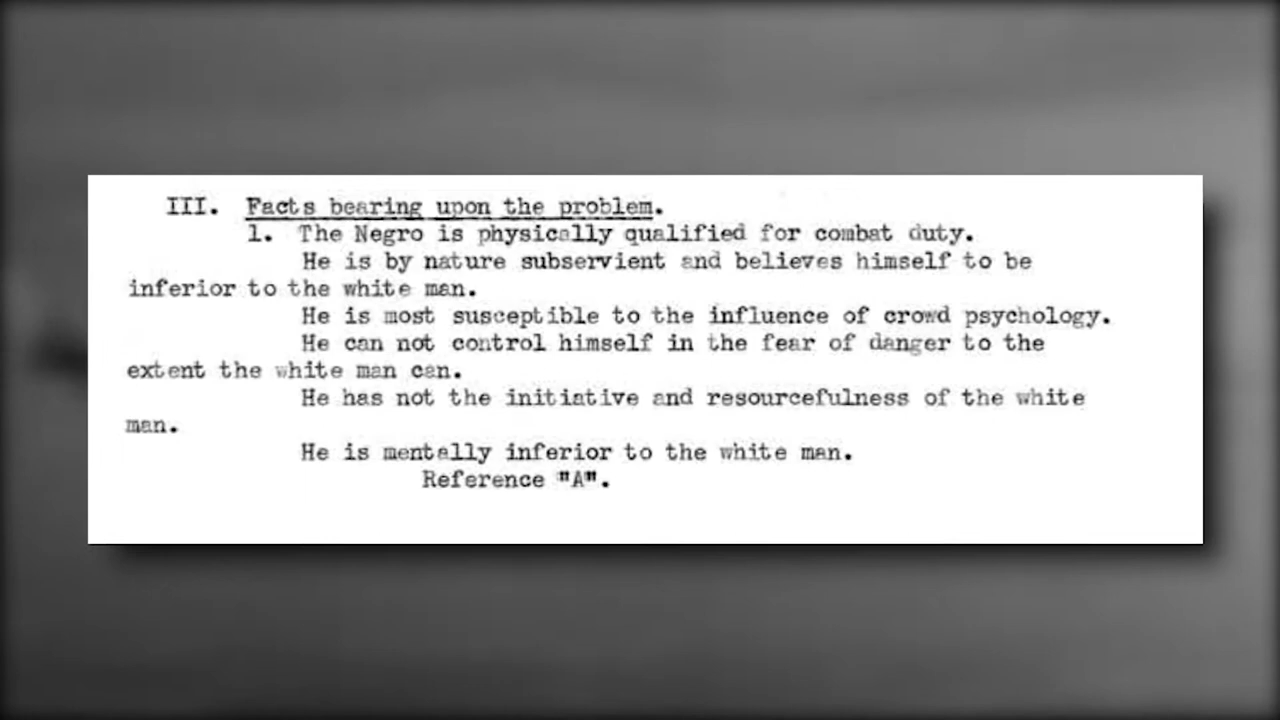 III. Facts bearing upon the problem.
1. The Negro is physically qualified for combat duty.
He is by nature subservient and believes himself to be
inferior to the white man.
He is most susceptible to the influence of crowd psychology.
He can not control himself in the fear of danger to the
extent the white man can.
He has not the initiative and resourcefulness of the white
man.
He is mentally inferior to the white man.
Reference "A".